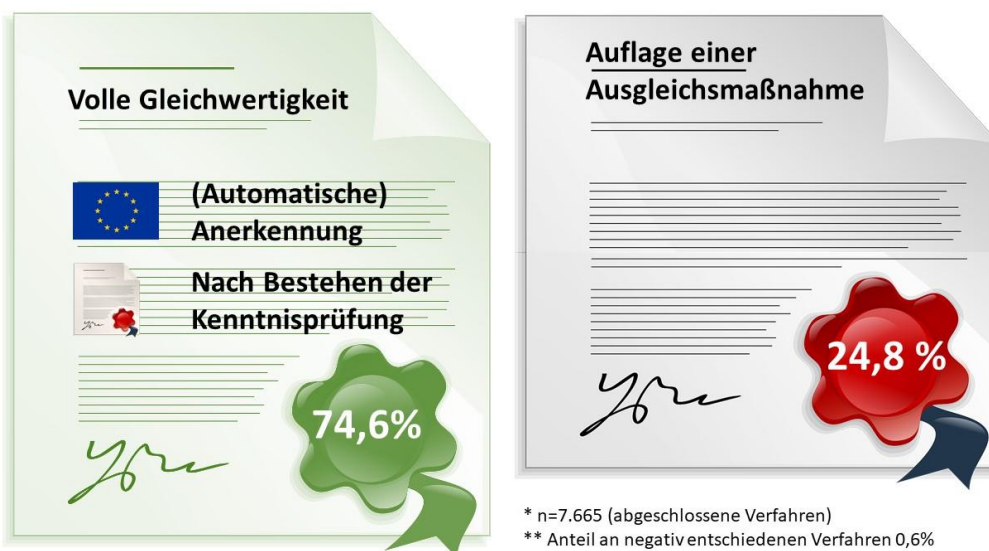 Volle Gleichwertigkeit
(Automatische)
Anerkennung
Nach Bestehen der
Kenntnisprüfung
74,6%
Auflage einer
Ausgleichsmaßnahme
24,8 %
* n=7.665 (abgeschlossene Verfahren)
** Anteil an negativ entschiedenen Verfahren 0,6%